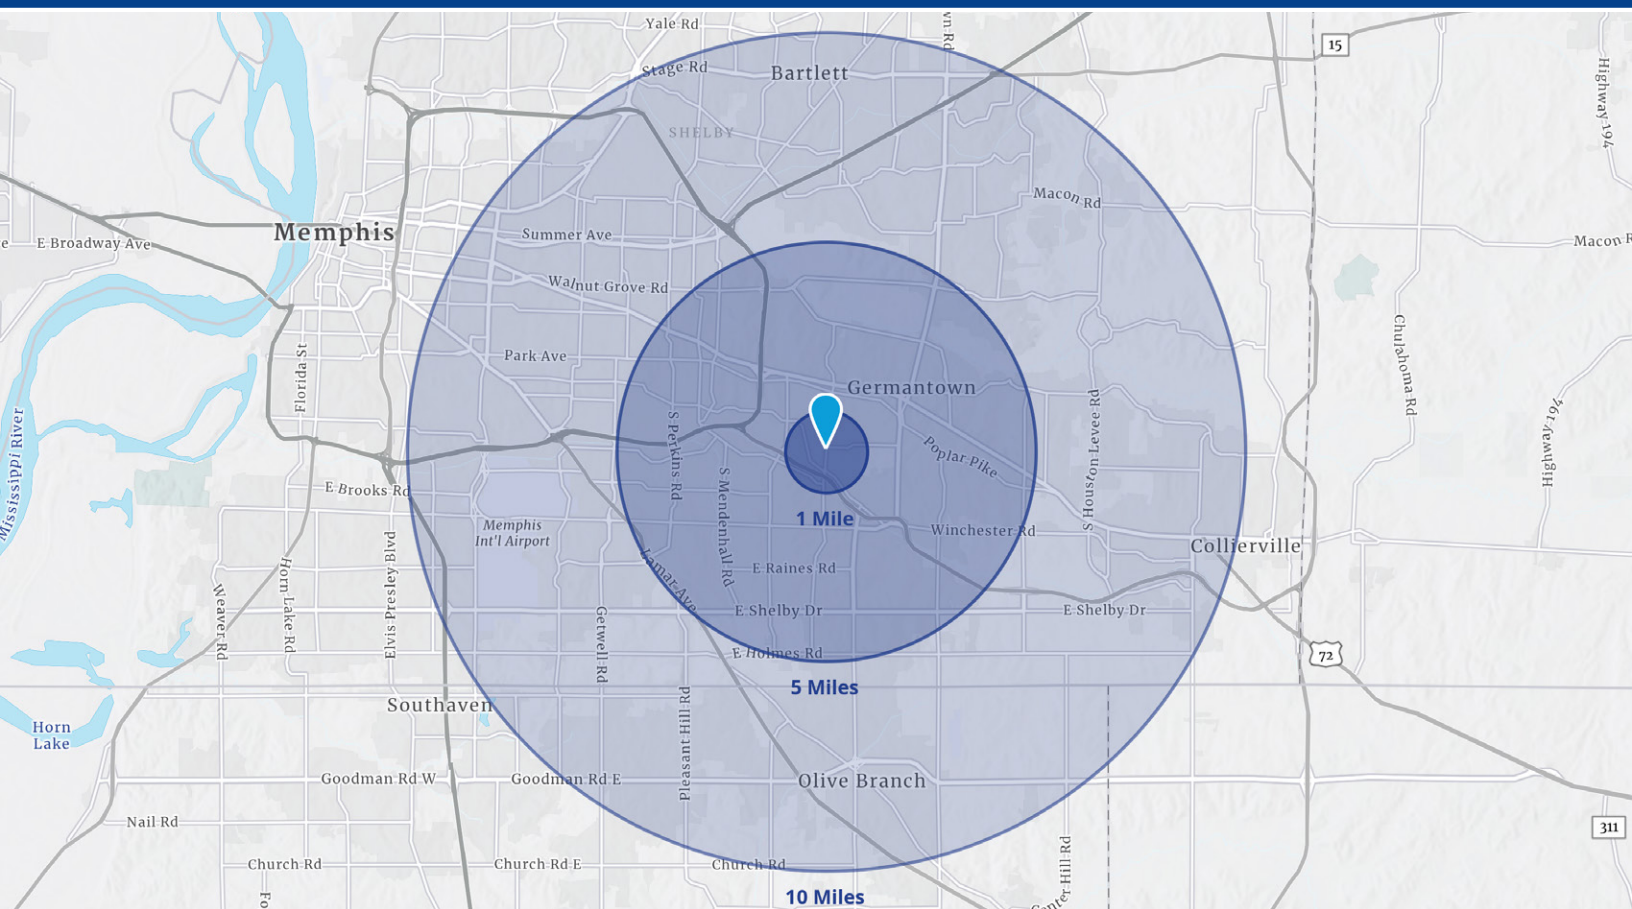 Yale Rd
15
Stage Rd
Bartlett
Highway 194
SHELBY
Macon Rd
Memphis
Summer Ave
E Broadway Ave
Macon R
Walnut Grove Rd
Park Ave
Florida St
Chulahoma Rd
Germantown
S Perkins Rd
S Houston Levee Rd
Highway 194
Mississippi River
Poplar Pike
S Mendenhall Rd
E Brooks Rd
1 Mile
Memphis
Int'l Airport
Winchester Rd
Collierville
E Raines Rd
Lamar Ave
Elvis Presley Blvd
Horn Lake Rd
Weaver Rd
Getwell Rd
E Shelby Dr
E Shelby Dr
E Holmes Rd
72
5 Miles
Southaven
Pleasant Hill Rd
Horn
Lake
Goodman Rd W
Goodman Rd E
Olive Branch
Nail Rd
311
Church Rd
Church Rd E
Church Rd
Center Hill Rd
10 Miles